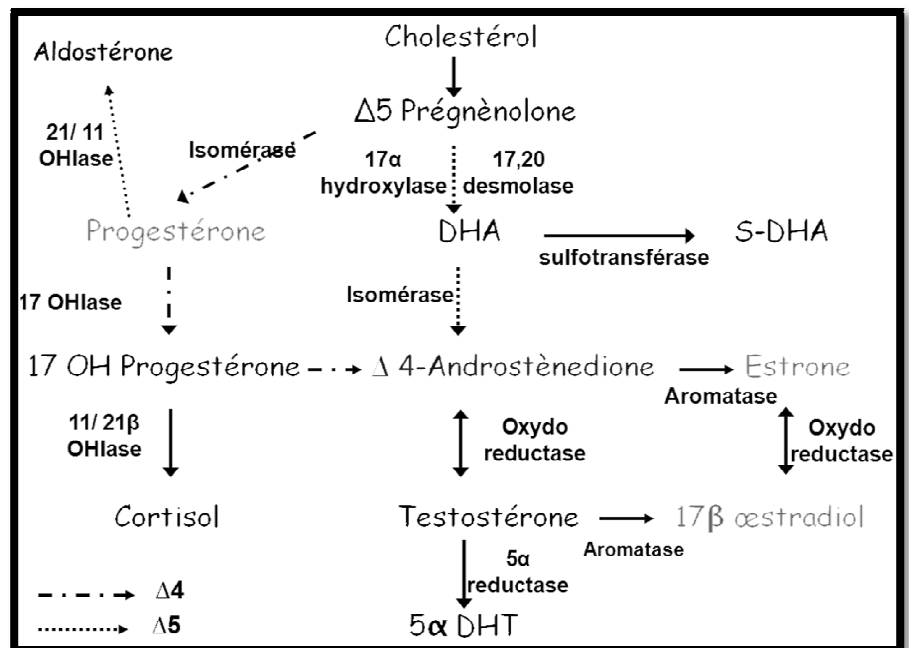 Cholestérol
Aldostérone
Δ5 Prégnènolone
21/ 11
OHlase
Isomérase
17α
hydroxylase
17,20
desmolase
Progestérone
DHA
S-DHA
sulfotransférase
17 OHlase
Isomérase
17 OH Progestérone
Δ 4-Androstènedione
Estrone
Aromatase
11/ 21β
OHlase
Oxydo
reductase
Oxydo
reductase
Cortisol
Testostérone
17β œstradiol
Aromatase
5α
reductase
Δ4
Δ5
5α DHT